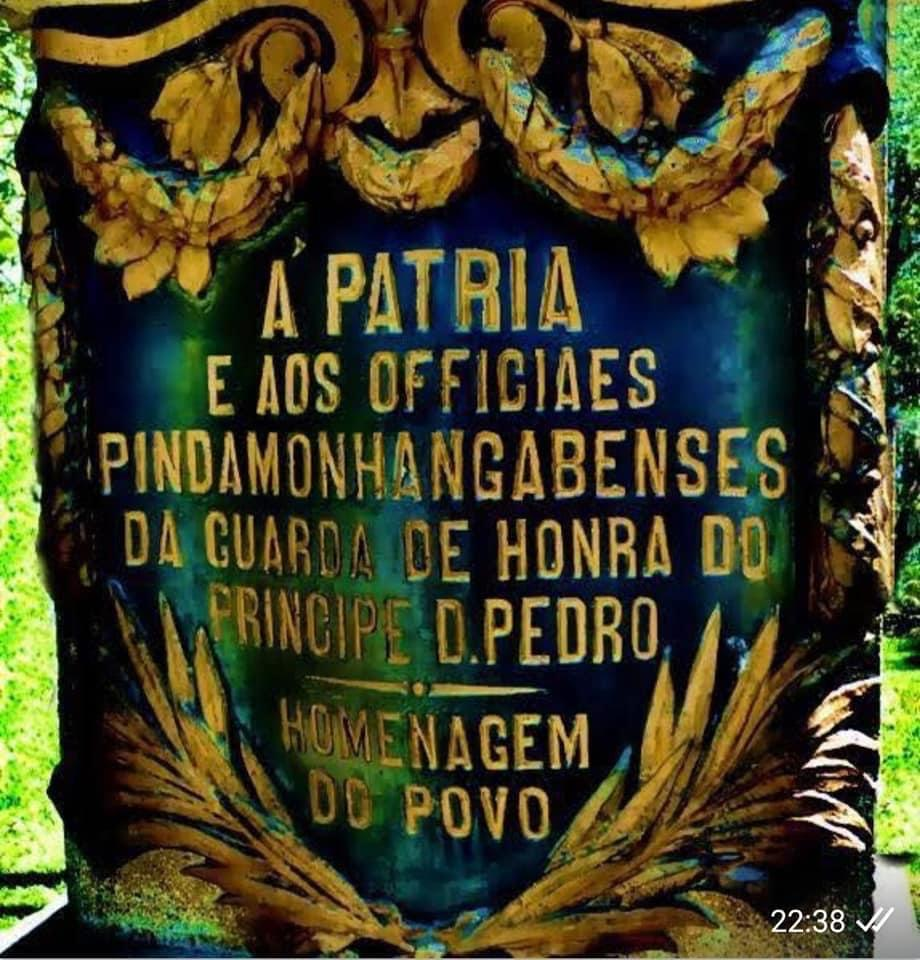 Á PATRIA
E AOS OFFICIAES
PINDAMONHANGABENSES
DA GUARDA DE HONRA DO
PRINCIPE D.PEDRO
HOMENAGEM
DO POVO
22:38